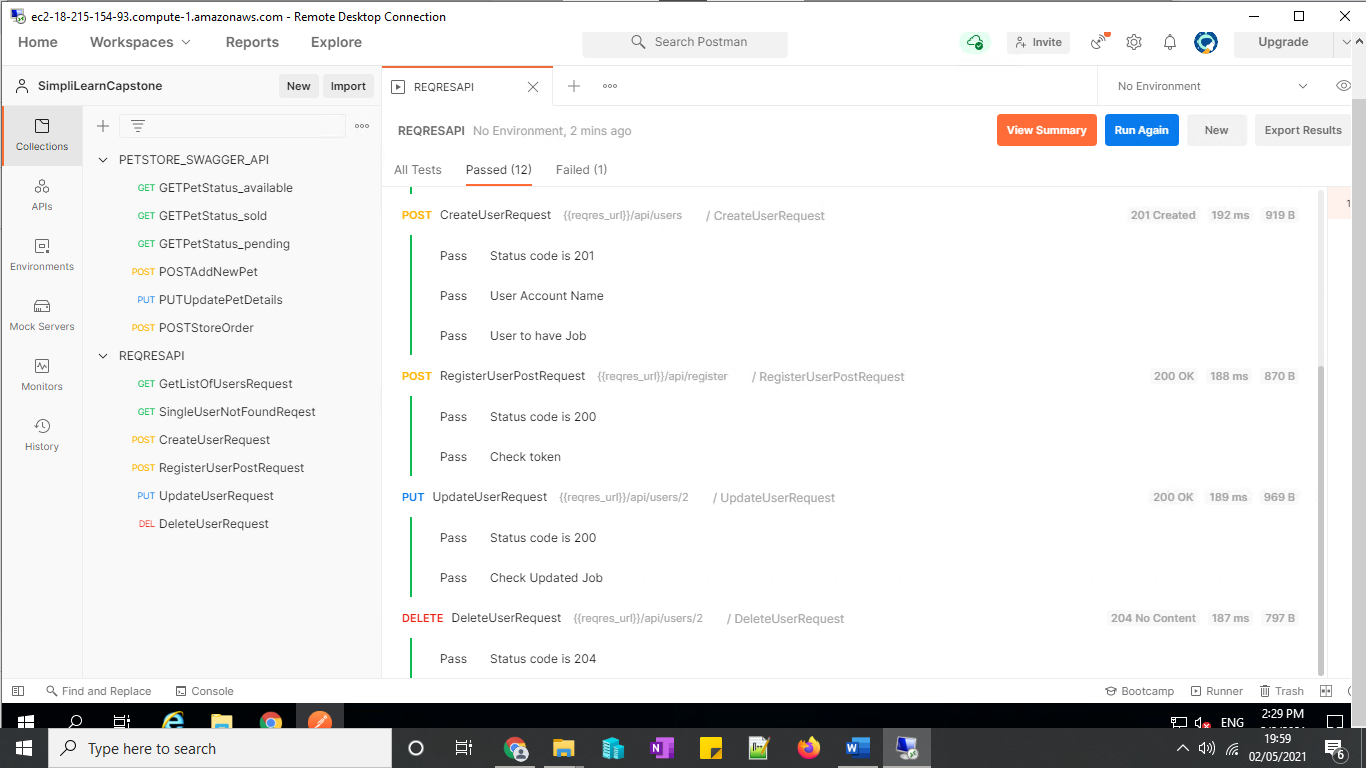 ec2-18-215-154-93.compute-1.amazonaws.com - Remote Desktop Connection
Home Workspaces Reports Explore Search Postman Invite Upgrade
SimpliLearnCapstone New Import REQRESAPI No Environment
Collections
APIs
Environments
Mock Servers
Monitors
History
PETSTORE_SWAGGER_API
GET GETPetStatus_available
GET GETPetStatus_sold
GET GETPetStatus_pending
POST POSTAddNewPet
PUT PUTUpdatePetDetails
POST POSTStoreOrder
REQRESAPI
GET GetListOfUsersRequest
GET SingleUserNotFoundReqest
POST CreateUserRequest
POST RegisterUserPostRequest
PUT UpdateUserRequest
DEL DeleteUserRequest
REQRESAPI No Environment, 2 mins ago View Summary Run Again New Export Results
All Tests Passed (12) Failed (1)
1
POST CreateUserRequest {{reqres_url}}/api/users / CreateUserRequest 201 Created 192 ms 919 B
Pass Status code is 201
Pass User Account Name
Pass User to have Job
POST RegisterUserPostRequest {{reqres_url}}/api/register / RegisterUserPostRequest 200 OK 188 ms 870 B
Pass Status code is 200
Pass Check token
PUT UpdateUserRequest {{reqres_url}}/api/users/2 / UpdateUserRequest 200 OK 189 ms 969 B
Pass Status code is 200
Pass Check Updated Job
DELETE DeleteUserRequest {{reqres_url}}/api/users/2 / DeleteUserRequest 204 No Content 187 ms 797 B
Pass Status code is 204
Find and Replace Console Bootcamp Runner Trash
ENG 2:29 PM
Type here to search
19:59
02/05/2021
6